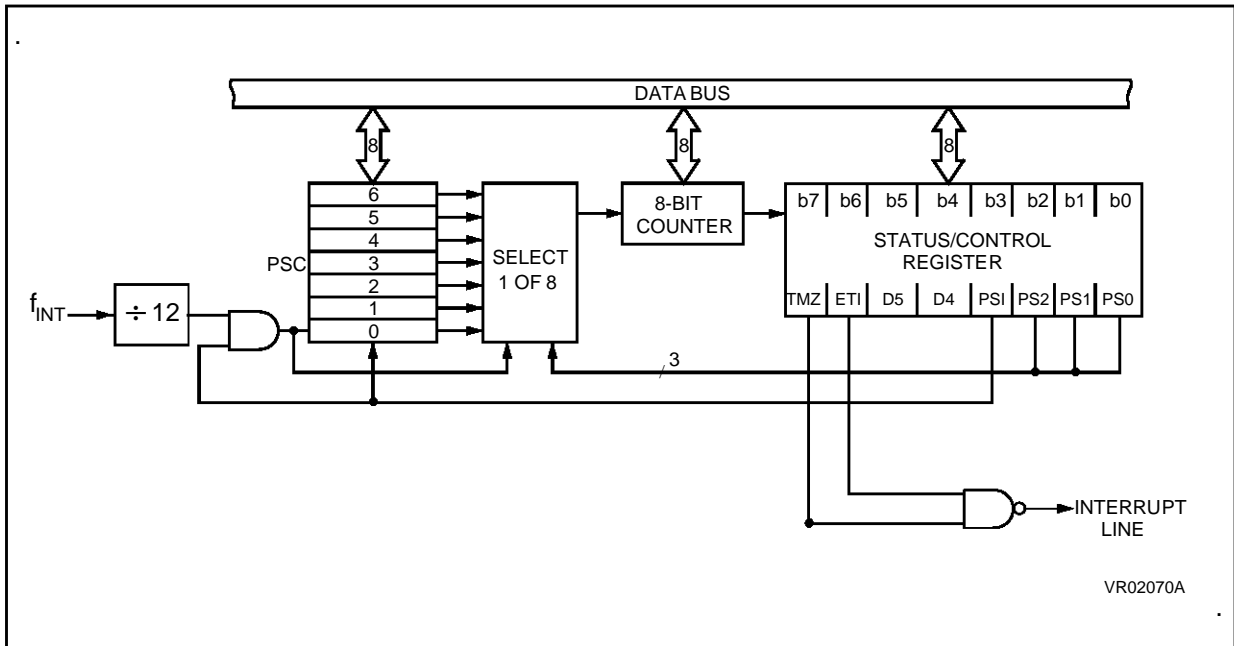 DATA BUS
8 8 8
6
5
4
PSC 3
2
1
0
SELECT
1 OF 8
8-BIT
COUNTER
b7 b6 b5 b4 b3 b2 b1 b0
STATUS/CONTROL
REGISTER
TMZ ETI D5 D4 PSI PS2 PS1 PS0
fINT
÷ 12
3
INTERRUPT
LINE
VR02070A